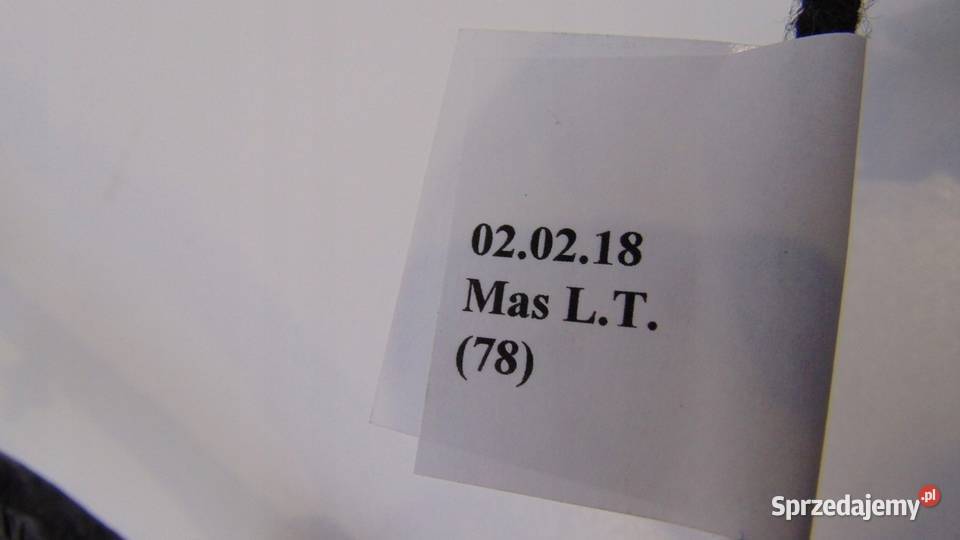 02.02.18
Mas L.T.
(78)
Sprzedajemy.pl